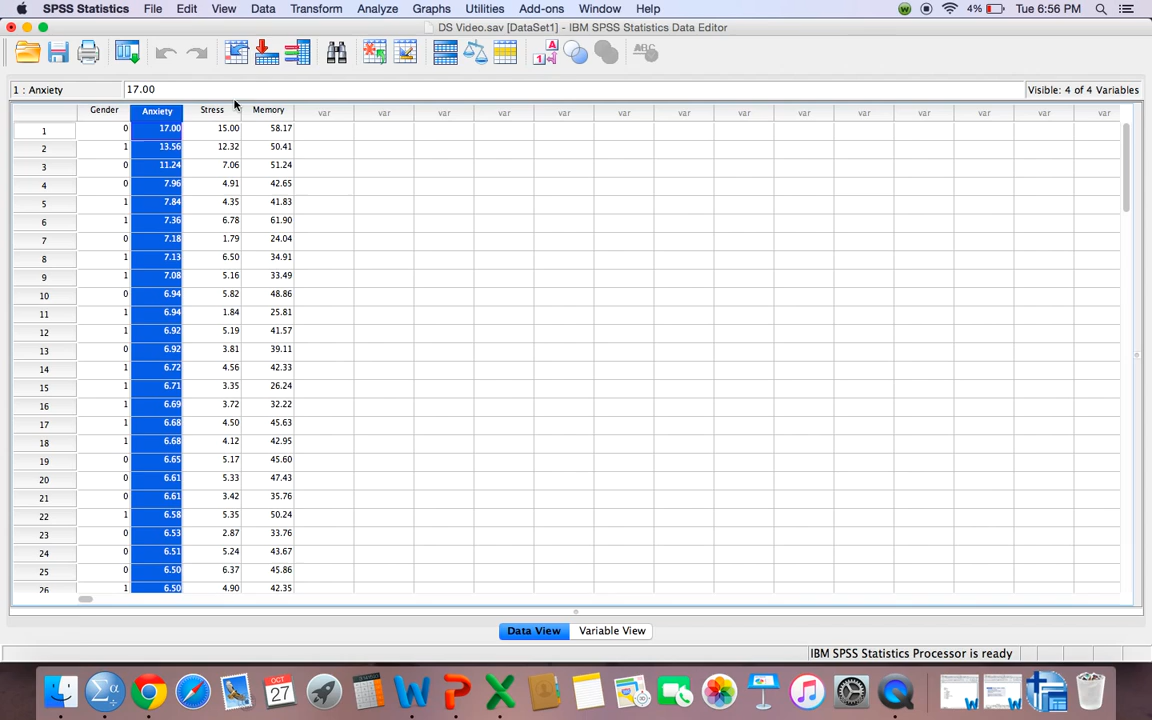 SPSS Statistics File Edit View Data Transform Analyze Graphs Utilities Add-ons Window Help 4% Tue 6:56 PM
DS Video.sav [DataSet1] - IBM SPSS Statistics Data Editor
1 : Anxiety 17.00 Visible: 4 of 4 Variables
Gender Anxiety Stress Memory var var var var var var var var var var var var var var
1 0 17.00 15.00 58.17
2 1 13.56 12.32 50.41
3 0 11.24 7.06 51.24
4 0 7.96 4.91 42.65
5 1 7.84 4.35 41.83
6 1 7.36 6.78 61.90
7 0 7.18 1.79 24.04
8 1 7.13 6.50 34.91
9 1 7.08 5.16 33.49
10 0 6.94 5.82 48.86
11 1 6.94 1.84 25.81
12 1 6.92 5.19 41.57
13 0 6.92 3.81 39.11
14 1 6.72 4.56 42.33
15 1 6.71 3.35 26.24
16 1 6.69 3.72 32.22
17 1 6.68 4.50 45.63
18 1 6.68 4.12 42.95
19 0 6.65 5.17 45.60
20 0 6.61 5.33 47.43
21 0 6.61 3.42 35.76
22 1 6.58 5.35 50.24
23 0 6.53 2.87 33.76
24 0 6.51 5.24 43.67
25 0 6.50 6.37 45.86
26 1 6.50 4.90 42.35
Data View Variable View
IBM SPSS Statistics Processor is ready
OCT
27